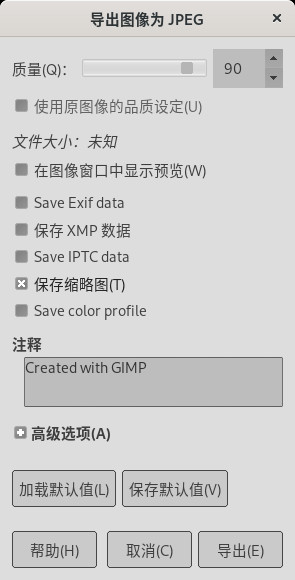 导出图像为 JPEG
质量(Q): 90
使用原图像的品质设定(U)
文件大小：未知
在图像窗口中显示预览(W)
Save Exif data
保存 XMP 数据
Save IPTC data
保存缩略图(T)
Save color profile
注释
Created with GIMP
高级选项(A)
加载默认值(L) 保存默认值(V)
帮助(H) 取消(C) 导出(E)